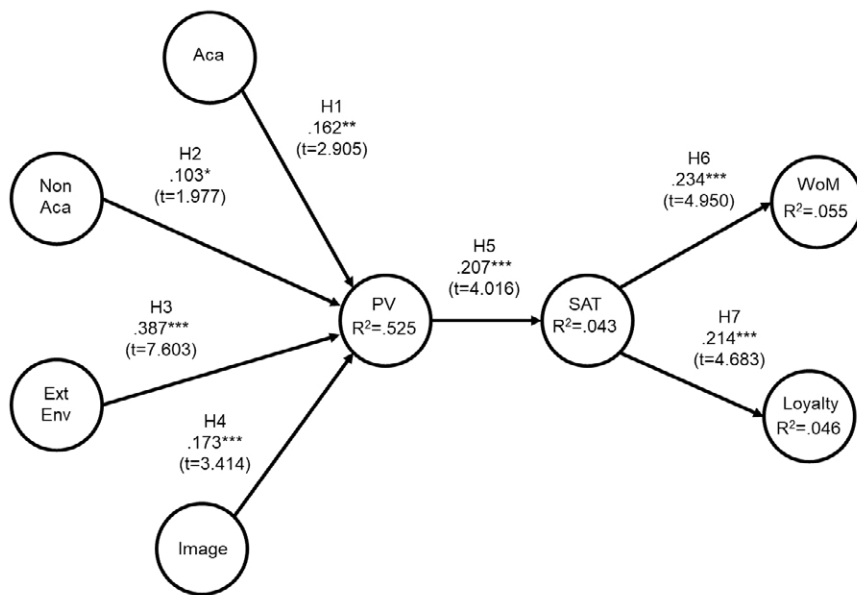 Aca
H1
.162**
(t=2.905)
H2
.103*
(t=1.977)
Non
Aca
H3
.387***
(t=7.603)
Ext
Env
H4
.173***
(t=3.414)
Image
PV
R²=.525
H5
.207***
(t=4.016)
SAT
R²=.043
H6
.234***
(t=4.950)
WoM
R²=.055
H7
.214***
(t=4.683)
Loyalty
R²=.046